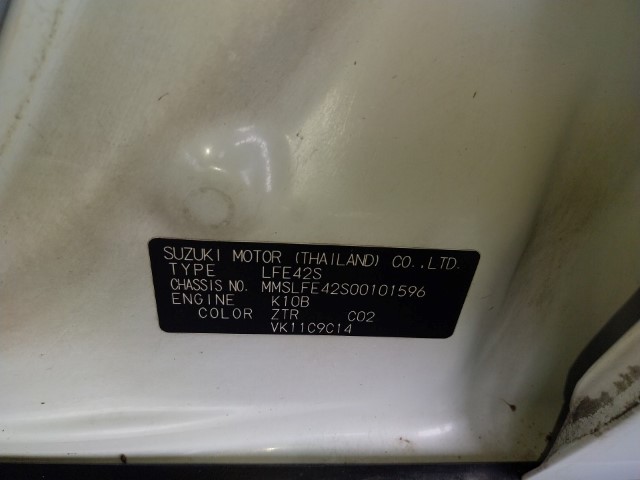 SUZUKI MOTOR (THAILAND) CO.,LTD.
TYPE LFE42S
CHASSIS NO. MMSLFE42S00101596
ENGINE K10B
COLOR ZTR C02
VK11C9C14